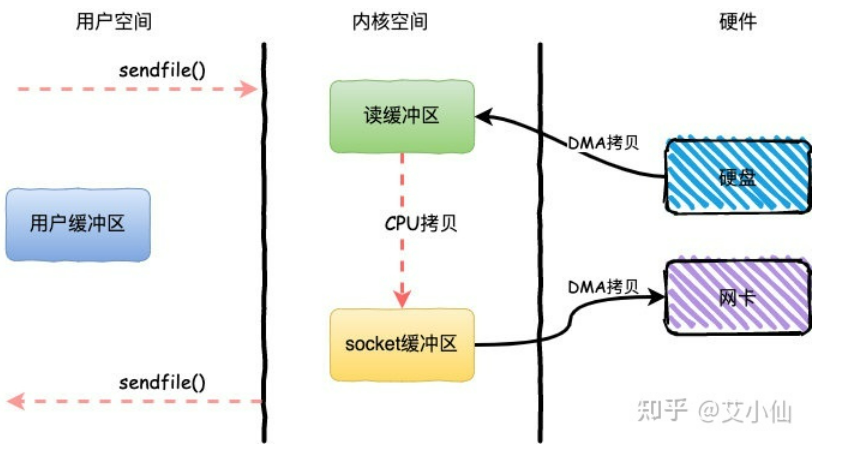 用户空间
内核空间
硬件
sendfile()
读缓冲区
DMA拷贝
硬盘
用户缓冲区
CPU拷贝
DMA拷贝
网卡
socket缓冲区
sendfile()
知乎 @艾小仙